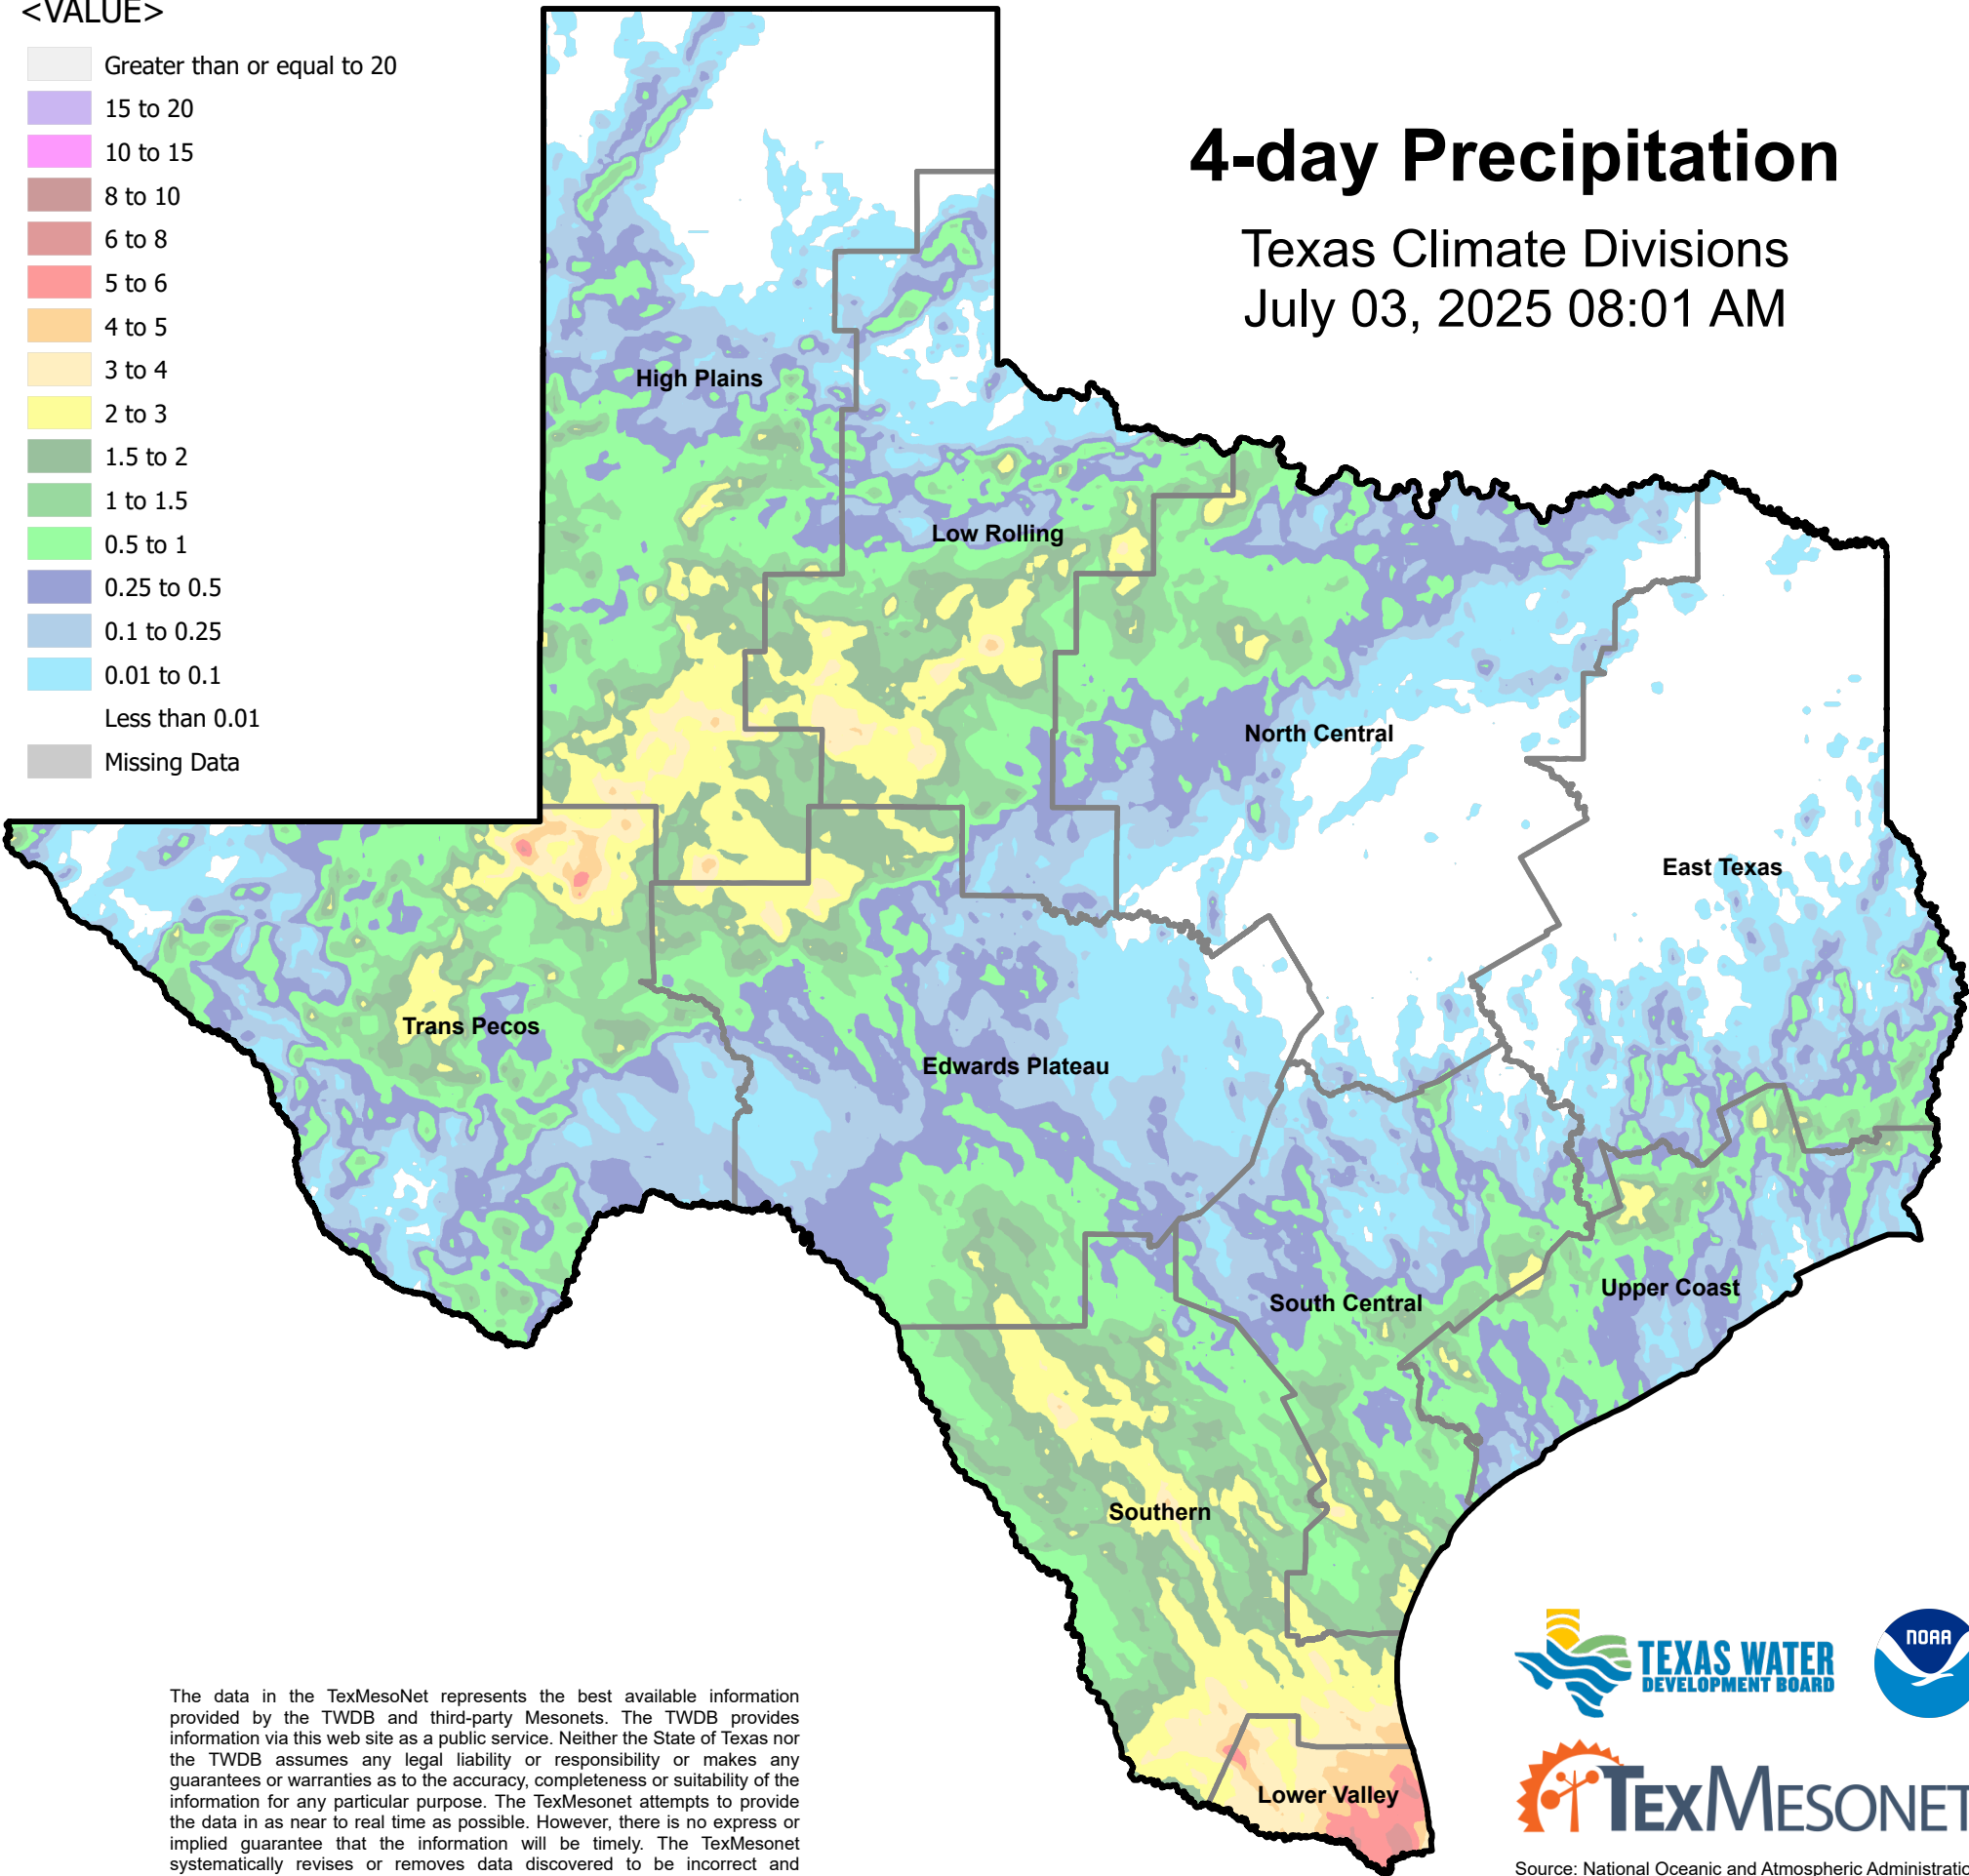 <VALUE>
Greater than or equal to 20
15 to 20
10 to 15
8 to 10
6 to 8
5 to 6
4 to 5
3 to 4
2 to 3
1.5 to 2
1 to 1.5
0.5 to 1
0.25 to 0.5
0.1 to 0.25
0.01 to 0.1
Less than 0.01
Missing Data
4-day Precipitation
Texas Climate Divisions
July 03, 2025 08:01 AM
High Plains
Low Rolling
North Central
East Texas
Trans Pecos
Edwards Plateau
South Central
Upper Coast
Southern
Lower Valley
The data in the TexMesoNet represents the best available information
provided by the TWDB and third-party Mesonets. The TWDB provides
information via this web site as a public service. Neither the State of Texas nor
the TWDB assumes any legal liability or responsibility or makes any
guarantees or warranties as to the accuracy, completeness or suitability of the
information for any particular purpose. The TexMesonet attempts to provide
the data in as near to real time as possible. However, there is no express or
implied guarantee that the information will be timely. The TexMesonet
systematically revises or removes data discovered to be incorrect and
TEXAS WATER
DEVELOPMENT BOARD
NOAA
TEXMESONET
Source: National Oceanic and Atmospheric Administratio